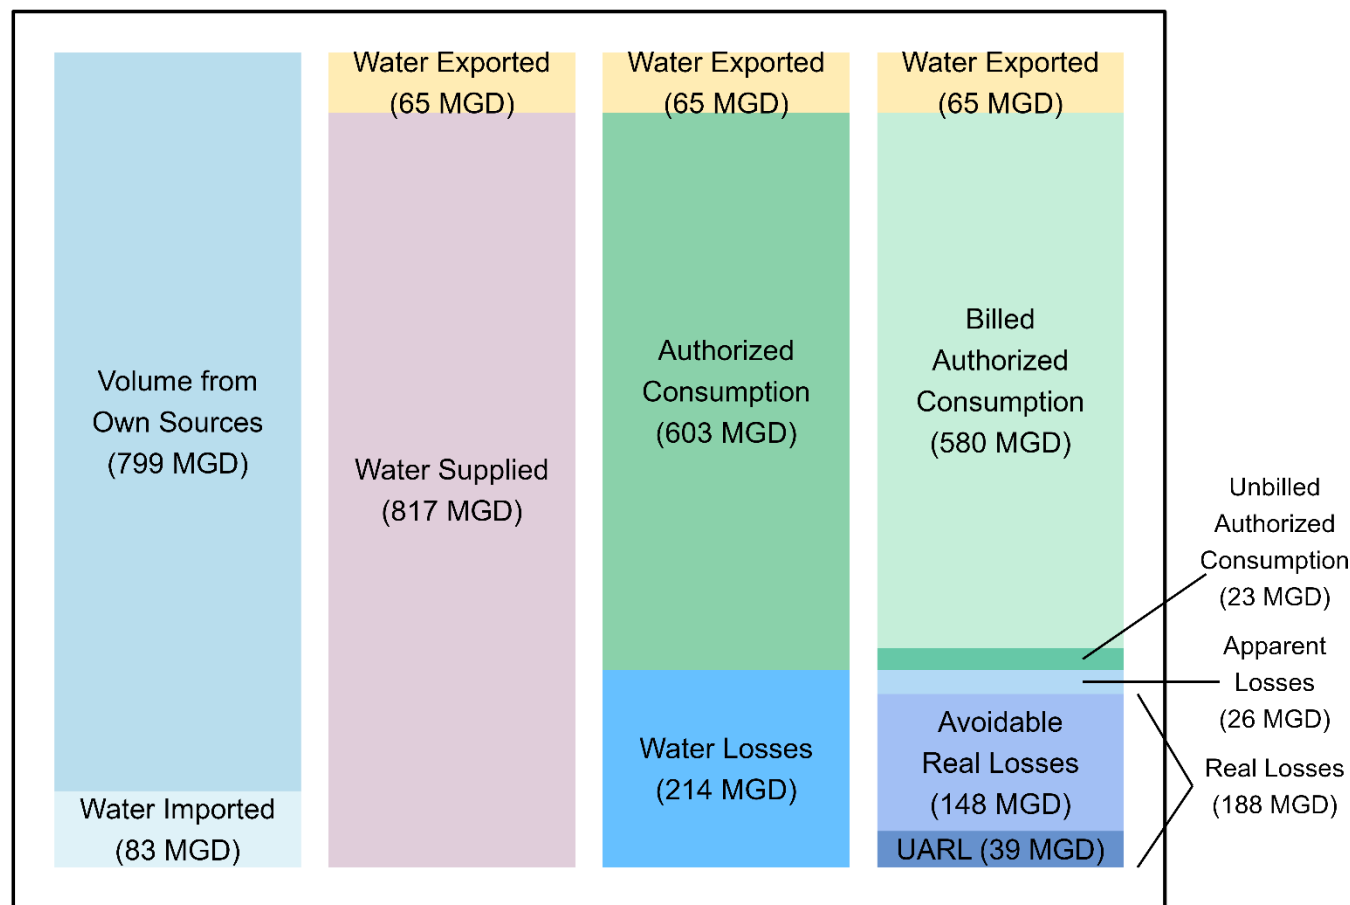 Volume from
Own Sources
(799 MGD)
Water Imported
(83 MGD)
Water Exported
(65 MGD)
Water Supplied
(817 MGD)
Water Exported
(65 MGD)
Authorized
Consumption
(603 MGD)
Water Losses
(214 MGD)
Water Exported
(65 MGD)
Billed
Authorized
Consumption
(580 MGD)
Avoidable
Real Losses
(148 MGD)
UARL (39 MGD)
Unbilled
Authorized
Consumption
(23 MGD)
Apparent
Losses
(26 MGD)
Real Losses
(188 MGD)